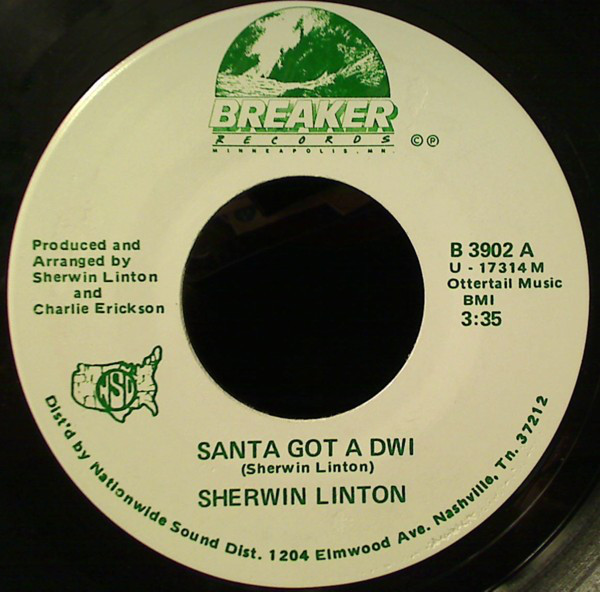 BREAKER
RECORDS
MINNEAPOLIS, MN.
© ℗
Produced and
Arranged by
Sherwin Linton
and
Charlie Erickson
B 3902 A
U - 17314 M
Ottertail Music
BMI
3:35
NSD
SANTA GOT A DWI
(Sherwin Linton)
SHERWIN LINTON
Dist'd by Nationwide Sound Dist. 1204 Elmwood Ave. Nashville, Tn. 37212